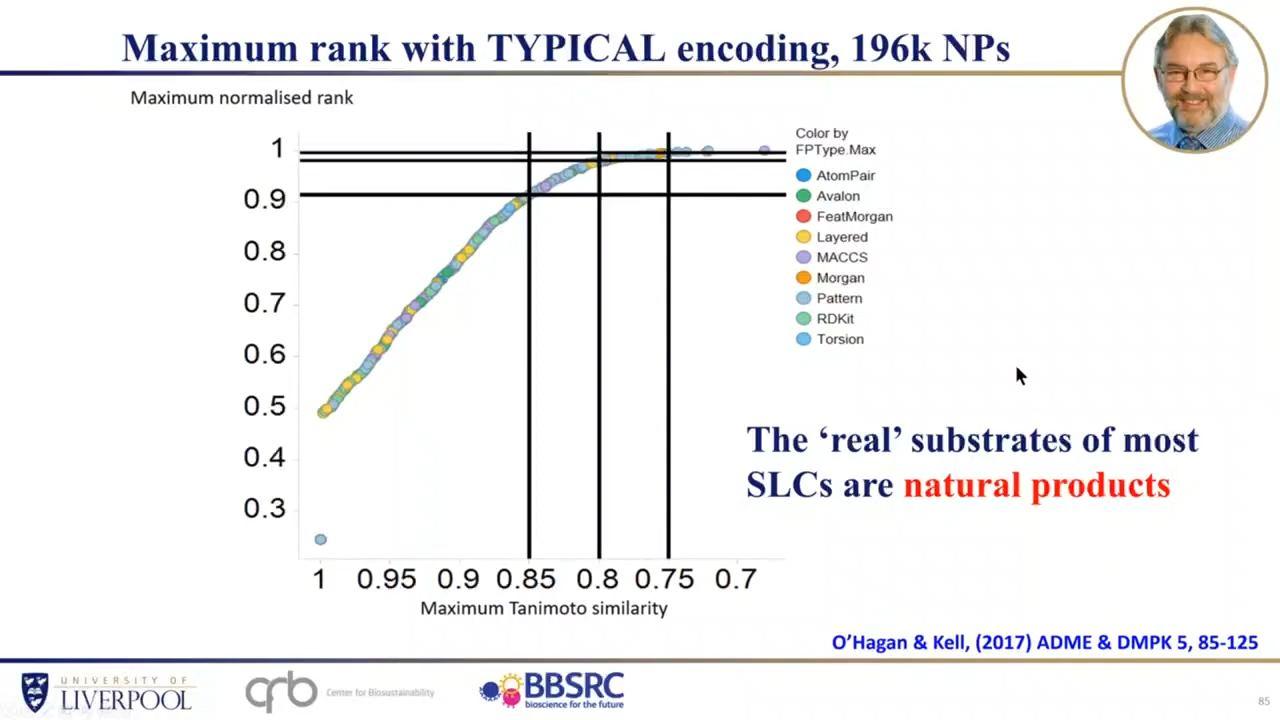 Maximum rank with TYPICAL encoding, 196k NPs
Maximum normalised rank
1
0.9
0.8
0.7
0.6
0.5
0.4
0.3
1 0.95 0.9 0.85 0.8 0.75 0.7
Maximum Tanimoto similarity
Color by
FPType.Max
AtomPair
Avalon
FeatMorgan
Layered
MACCS
Morgan
Pattern
RDKit
Torsion
The ‘real’ substrates of most
SLCs are natural products
O’Hagan & Kell, (2017) ADME & DMPK 5, 85-125
UNIVERSITY OF
LIVERPOOL
Center for Biosustainability
BBSRC
bioscience for the future
85